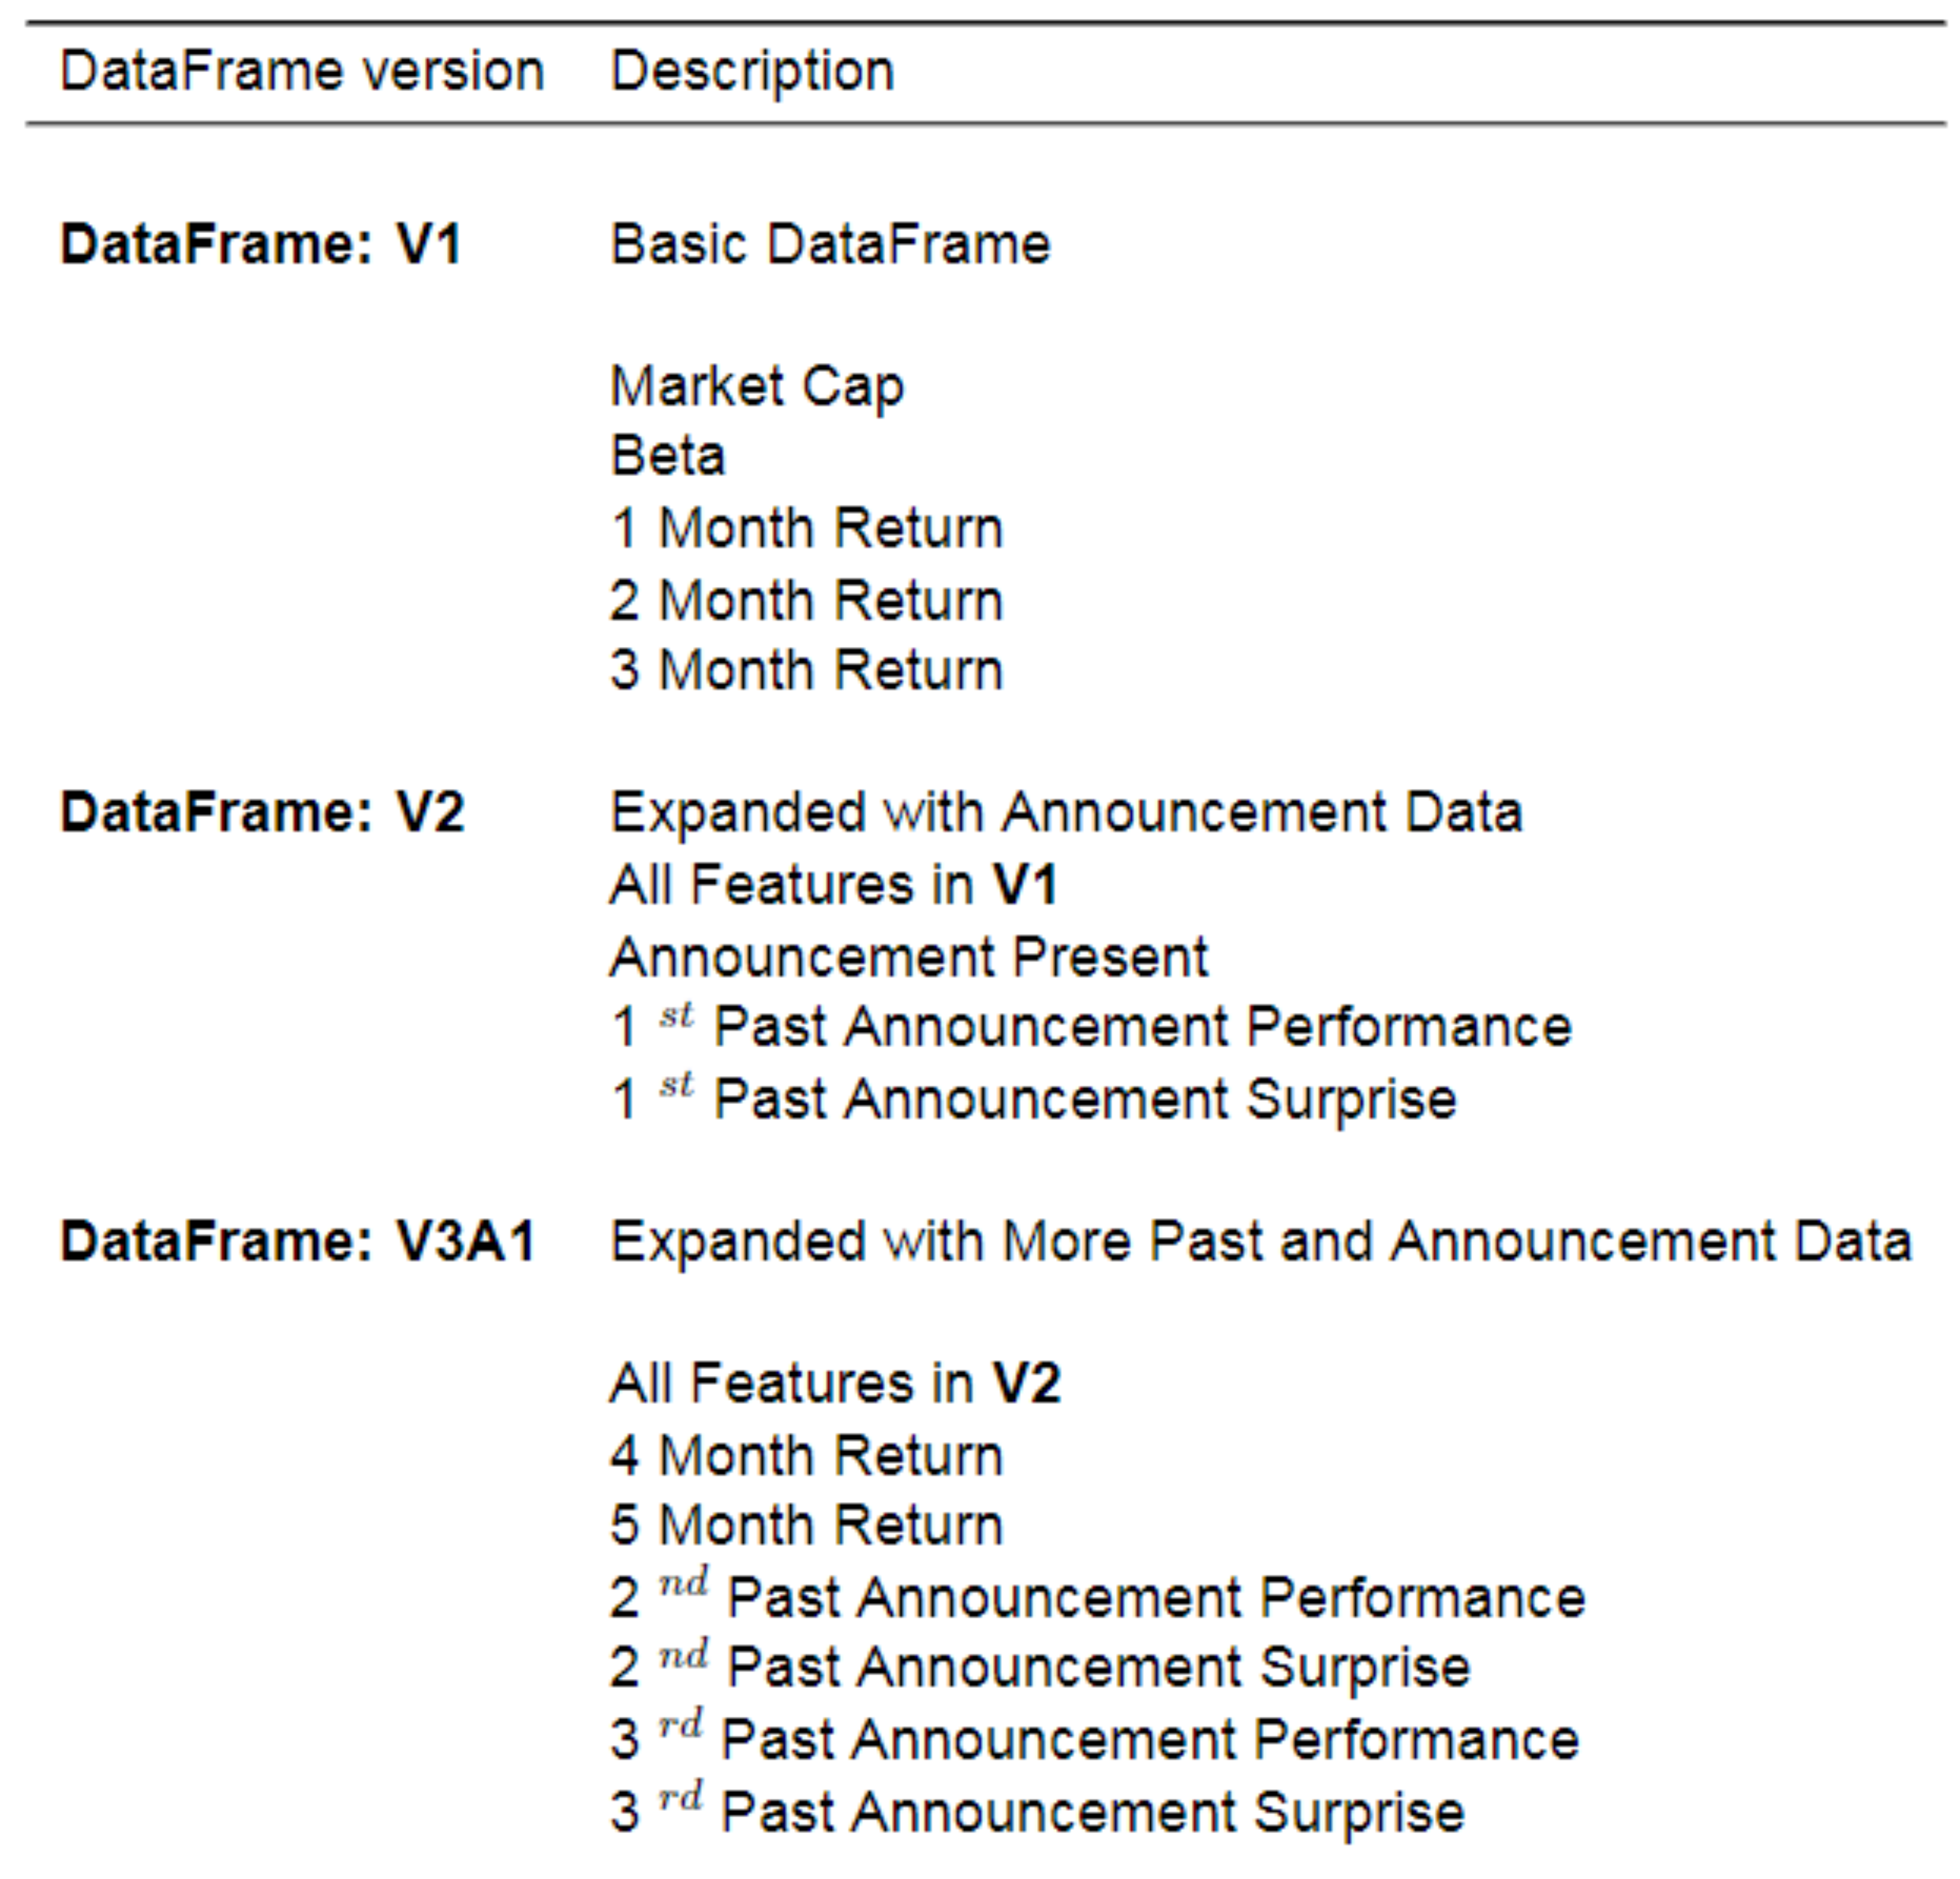 DataFrame version Description
DataFrame: V1 Basic DataFrame
Market Cap
Beta
1 Month Return
2 Month Return
3 Month Return
DataFrame: V2 Expanded with Announcement Data
All Features in V1
Announcement Present
1 st Past Announcement Performance
1 st Past Announcement Surprise
DataFrame: V3A1 Expanded with More Past and Announcement Data
All Features in V2
4 Month Return
5 Month Return
2 nd Past Announcement Performance
2 nd Past Announcement Surprise
3 rd Past Announcement Performance
3 rd Past Announcement Surprise